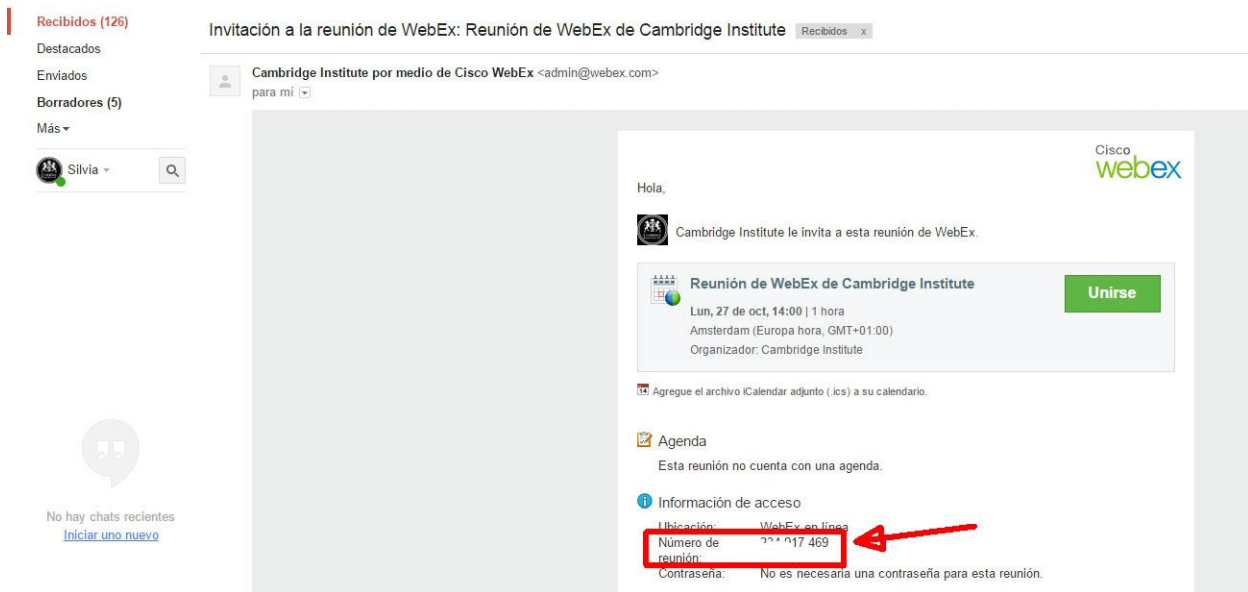 Recibidos (126)
Destacados
Enviados
Borradores (5)
Más
Silvia
No hay chats recientes
Iniciar uno nuevo
Invitación a la reunión de WebEx: Reunión de WebEx de Cambridge Institute Recibidos x
Cambridge Institute por medio de Cisco WebEx <admin@webex.com>
para mí
Cisco
webex
Hola,
Cambridge Institute le invita a esta reunión de WebEx.
Reunión de WebEx de Cambridge Institute
Unirse
Lun, 27 de oct, 14:00 | 1 hora
Amsterdam (Europa hora, GMT+01:00)
Organizador: Cambridge Institute
14 Agregue el archivo iCalendar adjunto (.ics) a su calendario.
Agenda
Esta reunión no cuenta con una agenda.
Información de acceso
Ubicación: WebEx en línea
Número de 469
reunión:
Contraseña: No es necesaria una contraseña para esta reunión.